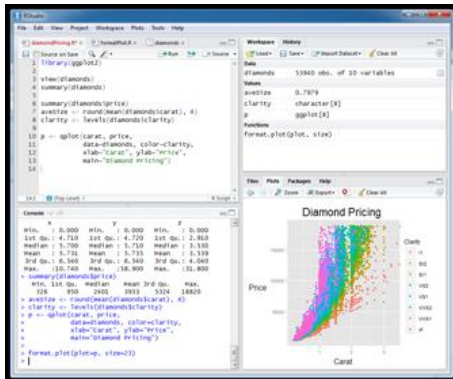 RStudio
File Edit View Project Workspace Plots Tools Help
diamondPricing.R* formatPlot.R diamonds
Source on Save Run Source
1 library(ggplot2)
2
3 view(diamonds)
4 summary(diamonds)
5
6 summary(diamonds$price)
7 aveSize <- round(mean(diamonds$carat), 4)
8 clarity <- levels(diamonds$clarity)
9
10 p <- qplot(carat, price,
11 data=diamonds, color=clarity,
12 xlab="Carat", ylab="Price",
13 main="Diamond Pricing")
14
14:1 (Top Level) R Script
Console
x y z
Min. : 0.000 Min. : 0.000 Min. : 0.000
1st Qu.: 4.710 1st Qu.: 4.720 1st Qu.: 2.910
Median : 5.700 Median : 5.710 Median : 3.530
Mean : 5.731 Mean : 5.735 Mean : 3.539
3rd Qu.: 6.540 3rd Qu.: 6.540 3rd Qu.: 4.040
Max. :10.740 Max. :58.900 Max. :31.800
> summary(diamonds$price)
Min. 1st Qu. Median Mean 3rd Qu. Max.
326 950 2401 3933 5324 18820
> aveSize <- round(mean(diamonds$carat), 4)
> clarity <- levels(diamonds$clarity)
> p <- qplot(carat, price,
+ data=diamonds, color=clarity,
+ xlab="Carat", ylab="Price",
+ main="Diamond Pricing")
>
> format.plot(plot=p, size=23)
>
Workspace History
Load Save Import Dataset Clear All
Data
diamonds 53940 obs. of 10 variables
Values
aveSize 0.7979
clarity character[8]
p ggplot[8]
Functions
format.plot(plot, size)
Files Plots Packages Help
Zoom Export Clear All
Diamond Pricing
Price
Carat
Clarity
I1
SI2
SI1
VS2
VS1
VVS2
VVS1
IF